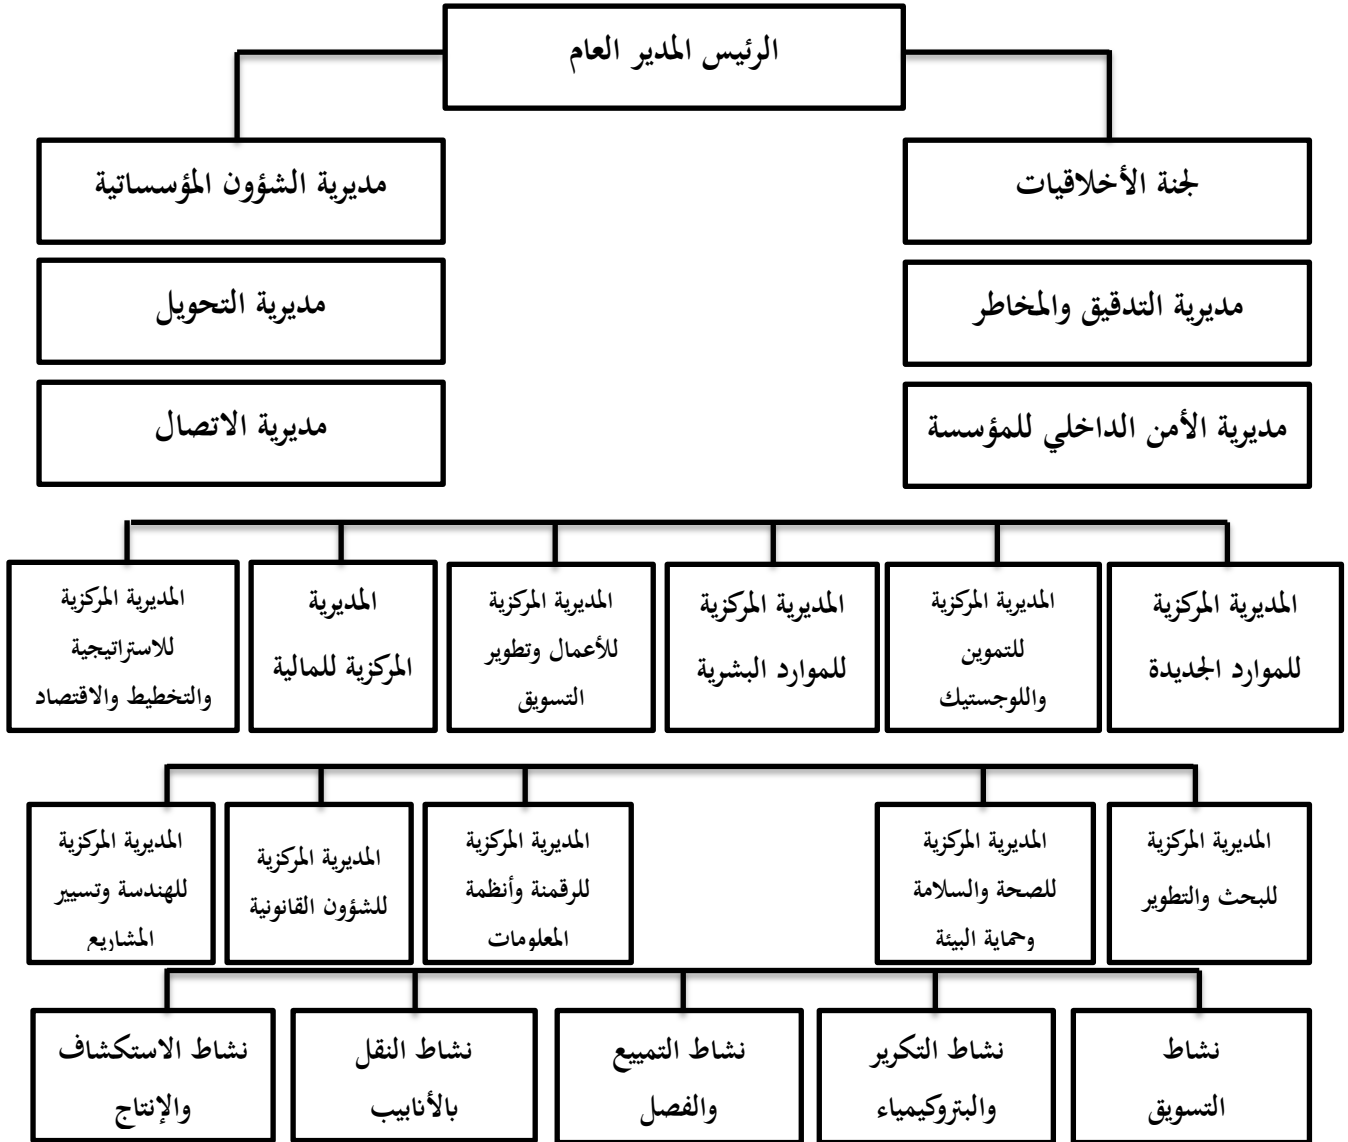 الرئيس المدير العام
لجنة الأخلاقيات
مديرية الشؤون المؤسساتية
مديرية التدقيق والمخاطر
مديرية التحويل
مديرية الأمن الداخلي للمؤسسة
مديرية الاتصال
المديرية المركزية
للموارد الجديدة
المديرية المركزية
للتموين
واللوجستيك
المديرية المركزية
للموارد البشرية
المديرية المركزية
للأعمال وتطوير
التسويق
المديرية
المركزية للمالية
المديرية المركزية
للاستراتيجية
والتخطيط والاقتصاد
المديرية المركزية
للبحث والتطوير
المديرية المركزية
للصحة والسلامة
وحماية البيئة
المديرية المركزية
للرقمنة وأنظمة
المعلومات
المديرية المركزية
للشؤون القانونية
المديرية المركزية
للهندسة وتسيير
المشاريع
نشاط
التسويق
نشاط التكرير
والبتروكيمياء
نشاط التمييع
والفصل
نشاط النقل
بالأنابيب
نشاط الاستكشاف
والإنتاج